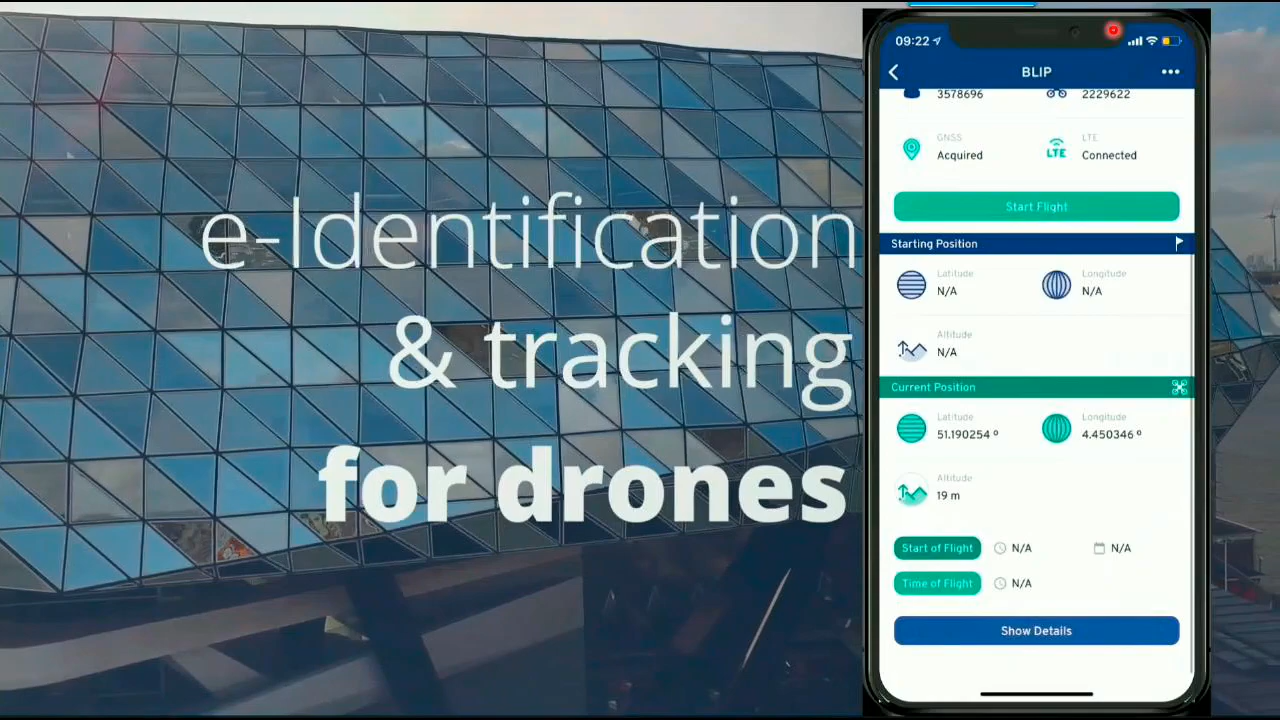 e-Identification
& tracking
for drones
09:22
BLIP
3578696
2229622
GNSS
Acquired
LTE
LTE
Connected
Start Flight
Starting Position
Latitude
N/A
Longitude
N/A
Altitude
N/A
Current Position
Latitude
51.190254 º
Longitude
4.450346 º
Altitude
19 m
Start of Flight
N/A
N/A
Time of Flight
N/A
Show Details